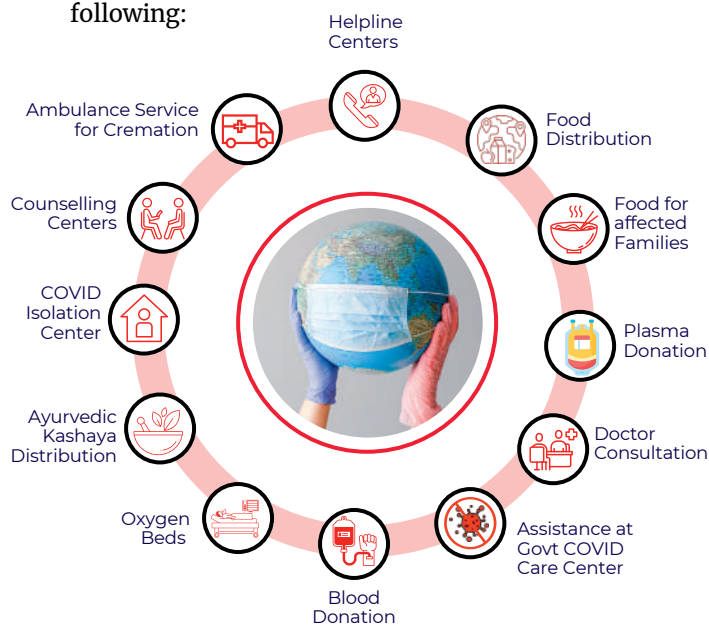 following:
Helpline
Centers
Food
Distribution
Food for
affected
Families
Plasma
Donation
Doctor
Consultation
Assistance at
Govt COVID
Care Center
Blood
Donation
Oxygen
Beds
Ayurvedic
Kashaya
Distribution
COVID
Isolation
Center
Counselling
Centers
Ambulance Service
for Cremation